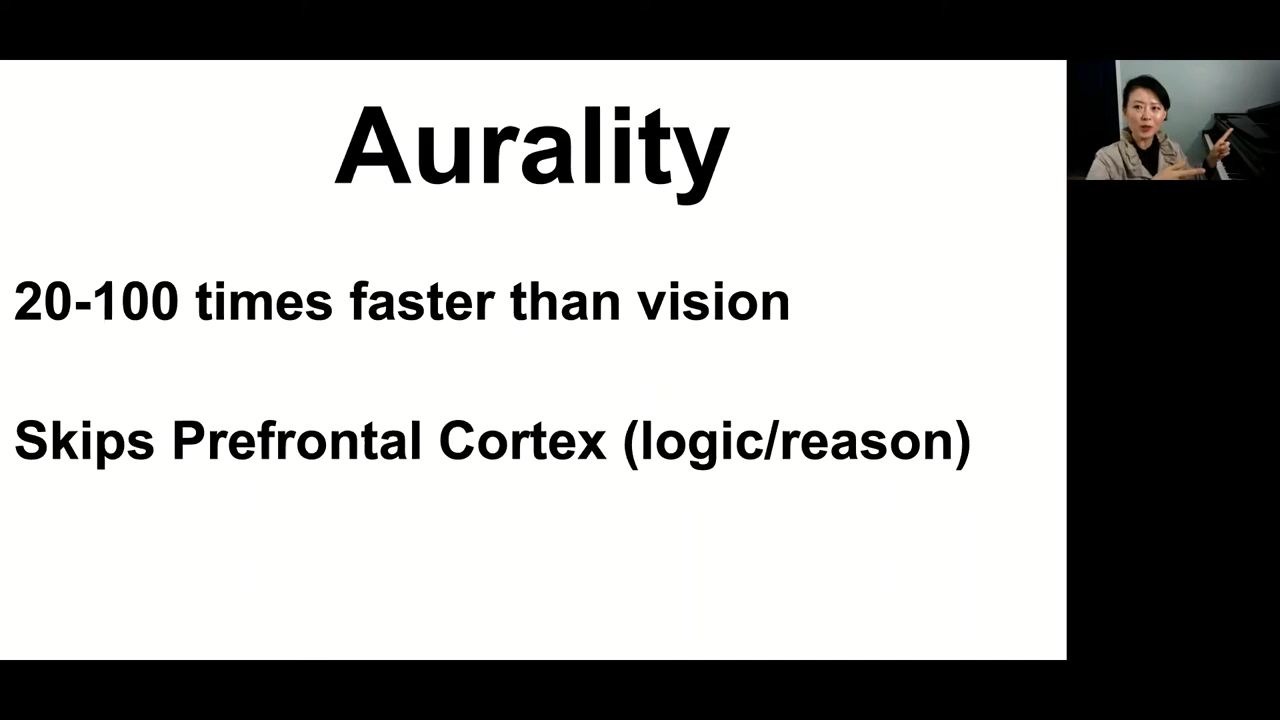 Aurality
20-100 times faster than vision
Skips Prefrontal Cortex (logic/reason)